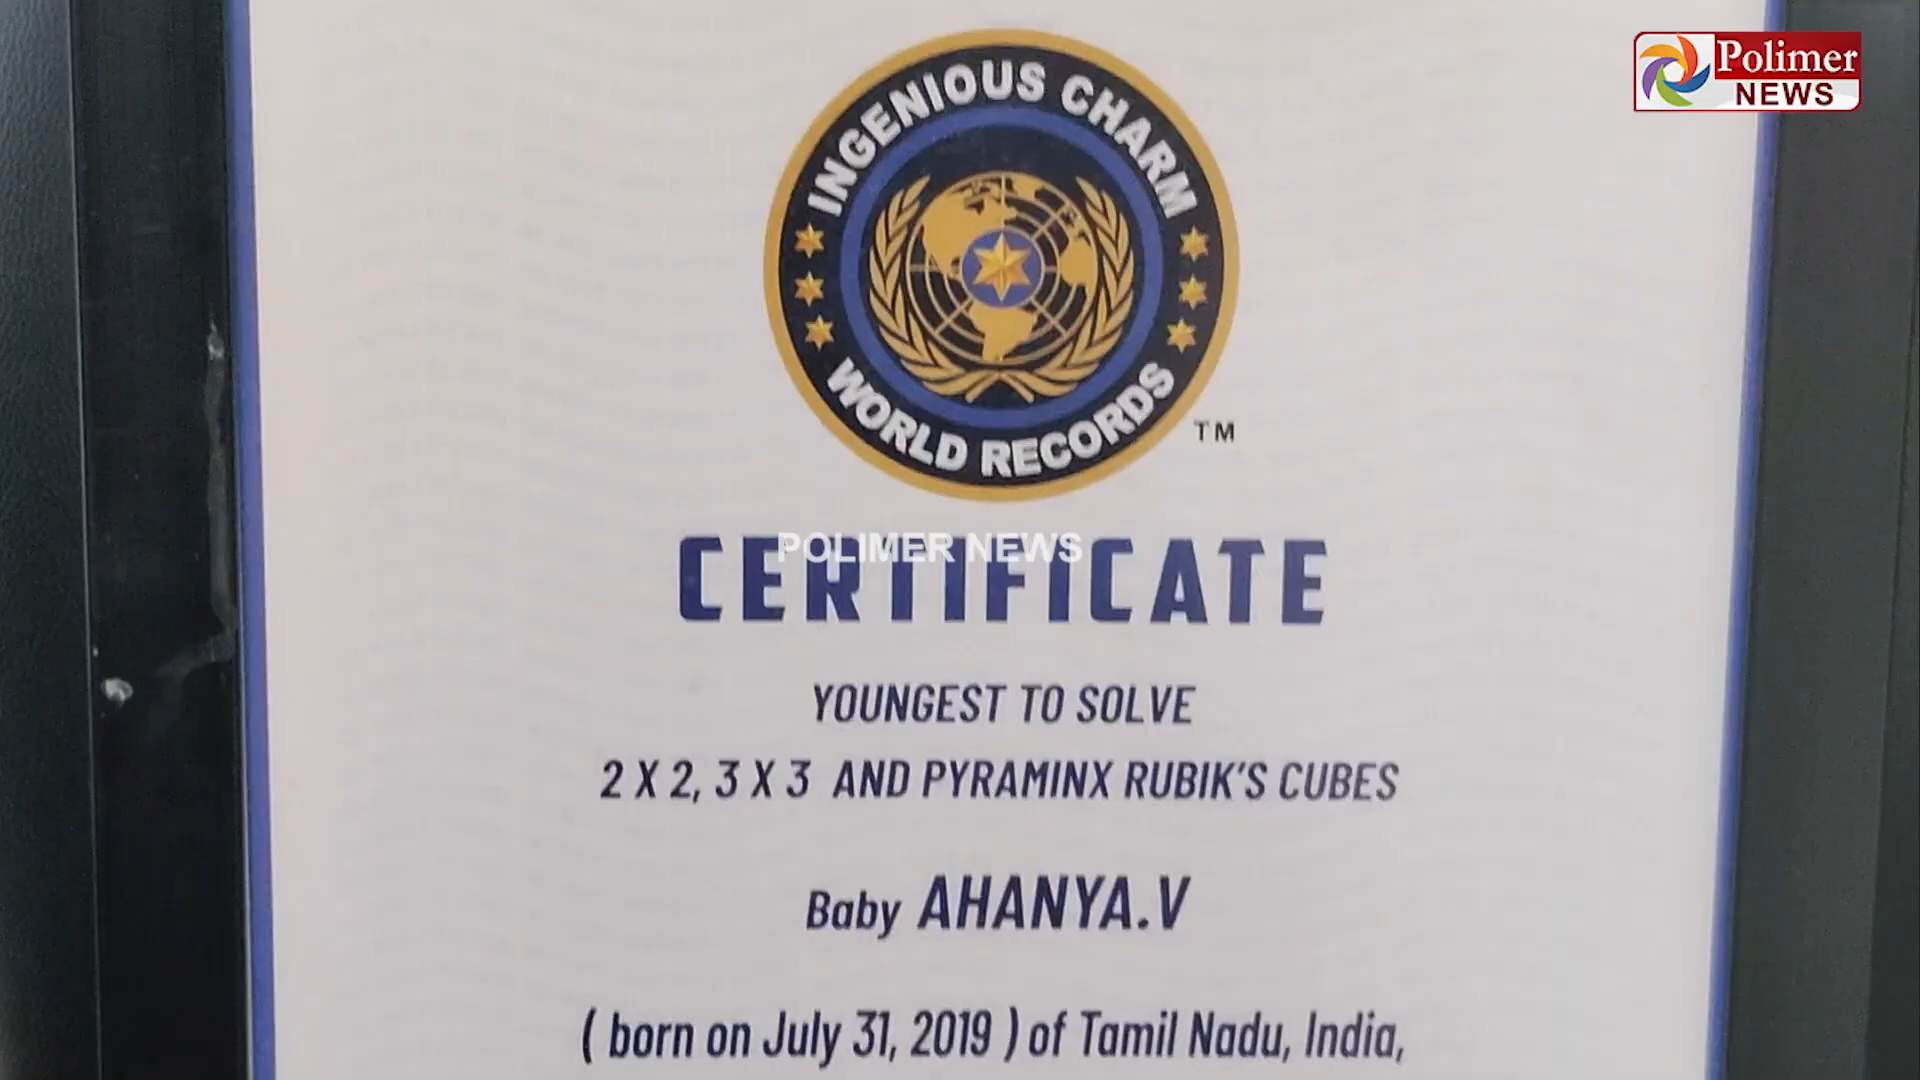 Polimer
NEWS
INGENIOUS CHARM
WORLD RECORDS
TM
CERTIFICATE
POLIMER NEWS
YOUNGEST TO SOLVE
2 X 2, 3 X 3 AND PYRAMINX RUBIK'S CUBES
Baby AHANYA.V
( born on July 31, 2019 ) of Tamil Nadu, India,